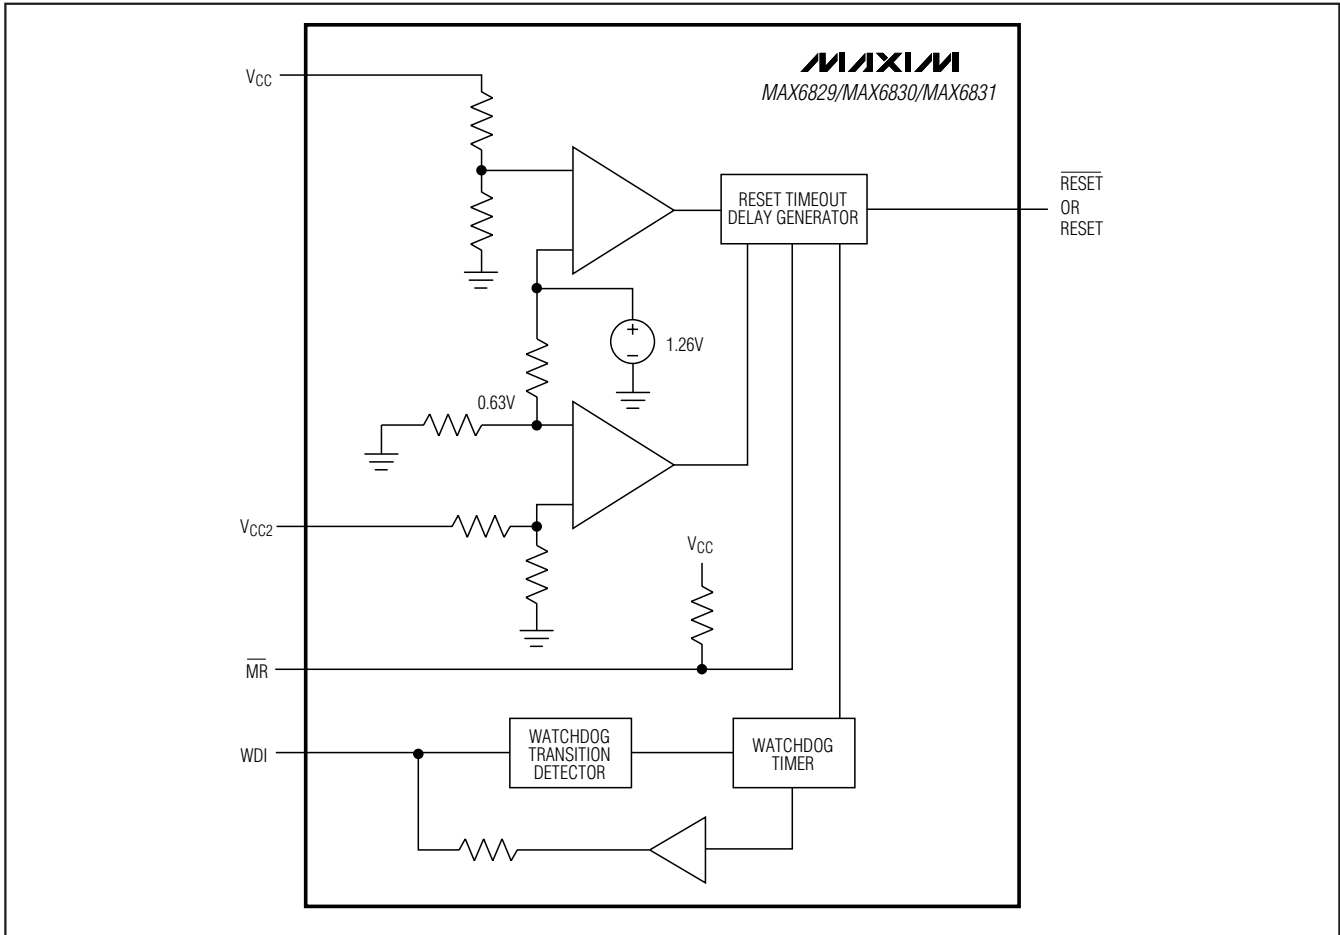 MAXIM
MAX6829/MAX6830/MAX6831
VCC
RESET TIMEOUT
DELAY GENERATOR
RESET
OR
RESET
+
−
1.26V
0.63V
VCC2
VCC
MR
WDI
WATCHDOG
TRANSITION
DETECTOR
WATCHDOG
TIMER